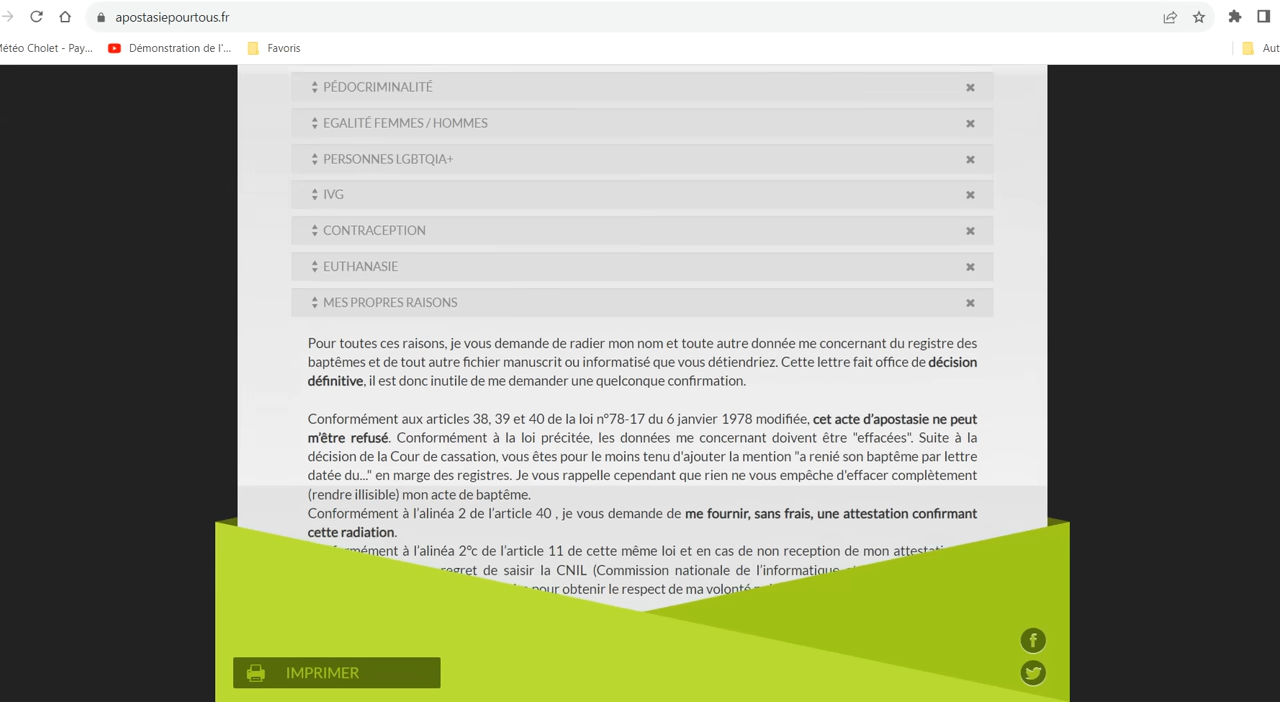 apostasiepourtous.fr
étéo Cholet - Pay...
Démonstration de l'...
Favoris
Aut
PÉDOCRIMINALITÉ
EGALITÉ FEMMES / HOMMES
PERSONNES LGBTQIA+
IVG
CONTRACEPTION
EUTHANASIE
MES PROPRES RAISONS
Pour toutes ces raisons, je vous demande de radier mon nom et toute autre donnée me concernant du registre des
baptêmes et de tout autre fichier manuscrit ou informatisé que vous détiendriez. Cette lettre fait office de décision
définitive, il est donc inutile de me demander une quelconque confirmation.
Conformément aux articles 38, 39 et 40 de la loi n°78-17 du 6 janvier 1978 modifiée, cet acte d’apostasie ne peut
m’être refusé. Conformément à la loi précitée, les données me concernant doivent être "effacées". Suite à la
décision de la Cour de cassation, vous êtes pour le moins tenu d'ajouter la mention "a renié son baptême par lettre
datée du..." en marge des registres. Je vous rappelle cependant que rien ne vous empêche d'effacer complètement
(rendre illisible) mon acte de baptême.
Conformément à l’alinéa 2 de l’article 40 , je vous demande de me fournir, sans frais, une attestation confirmant
cette radiation.
formément à l’alinéa 2°c de l’article 11 de cette même loi et en cas de non reception de mon attestati
egret de saisir la CNIL (Commission nationale de l’informatique
pour obtenir le respect de ma volonté
IMPRIMER